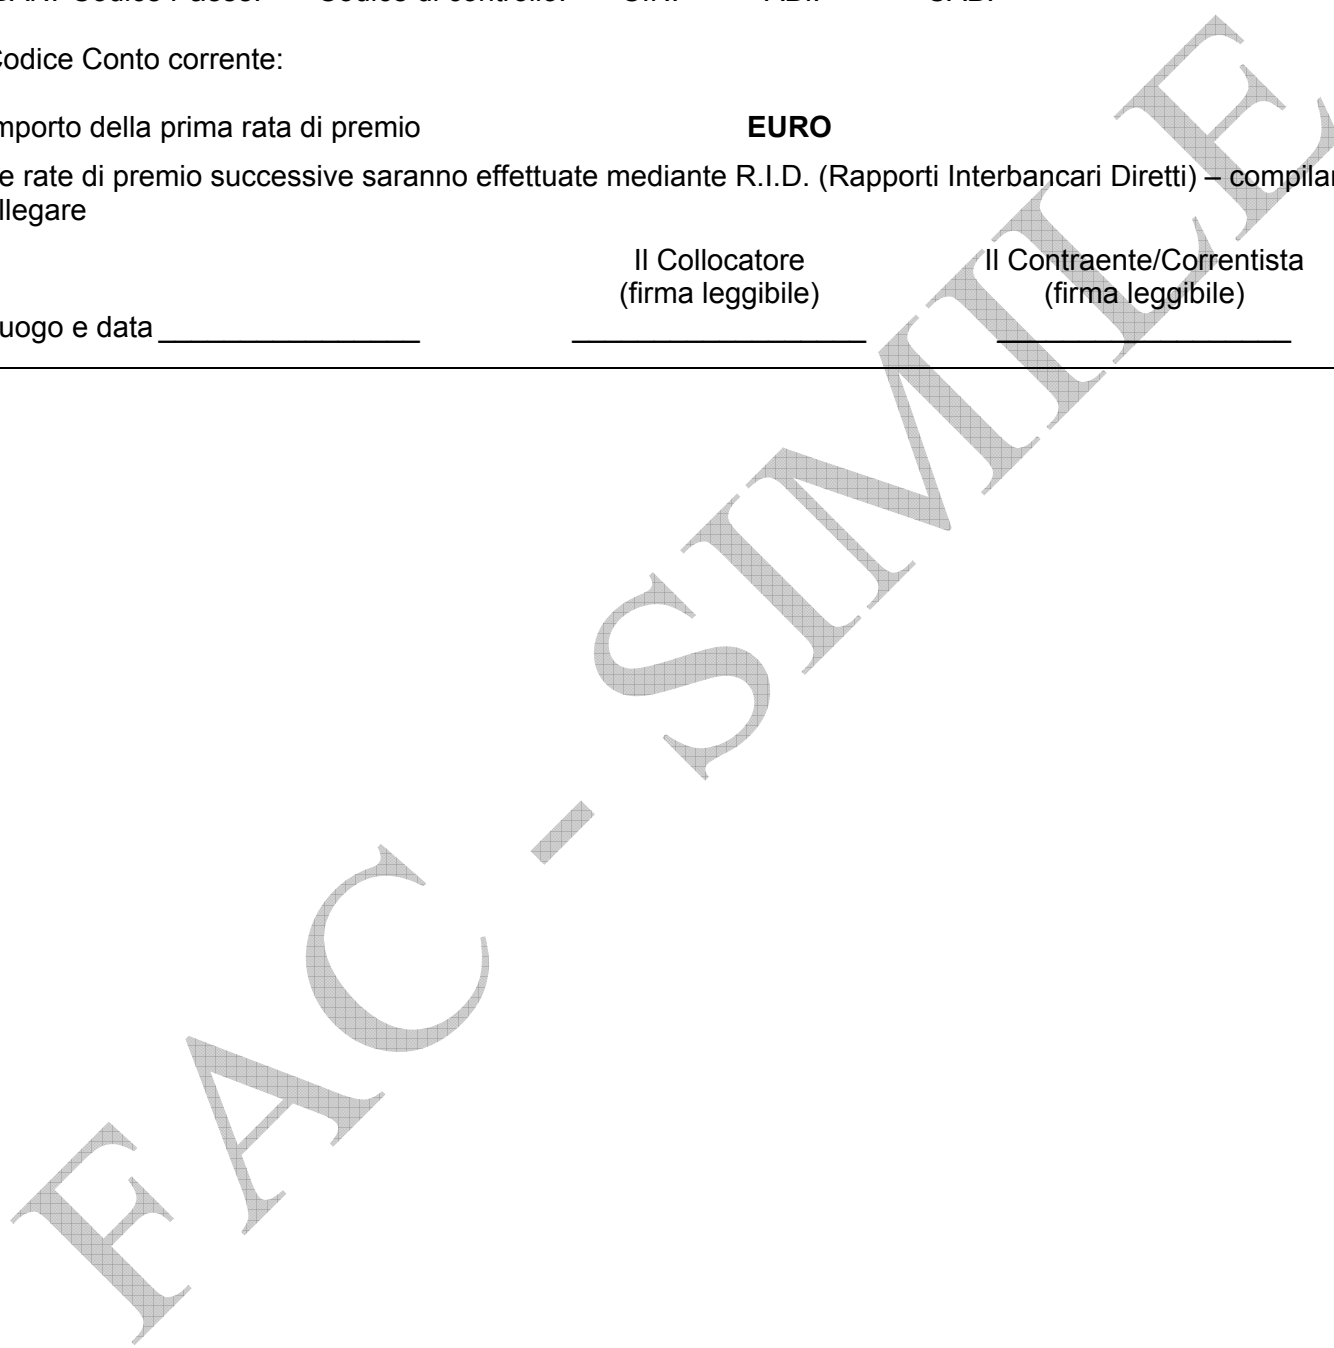 Codice Conto corrente:
mporto della prima rata di premio EURO
e rate di premio successive saranno effettuate mediante R.I.D. (Rapporti Interbancari Diretti) – compilar
llegare
Il Collocatore Il Contraente/Correntista
(firma leggibile) (firma leggibile)
uogo e data
FAC - SIMILE